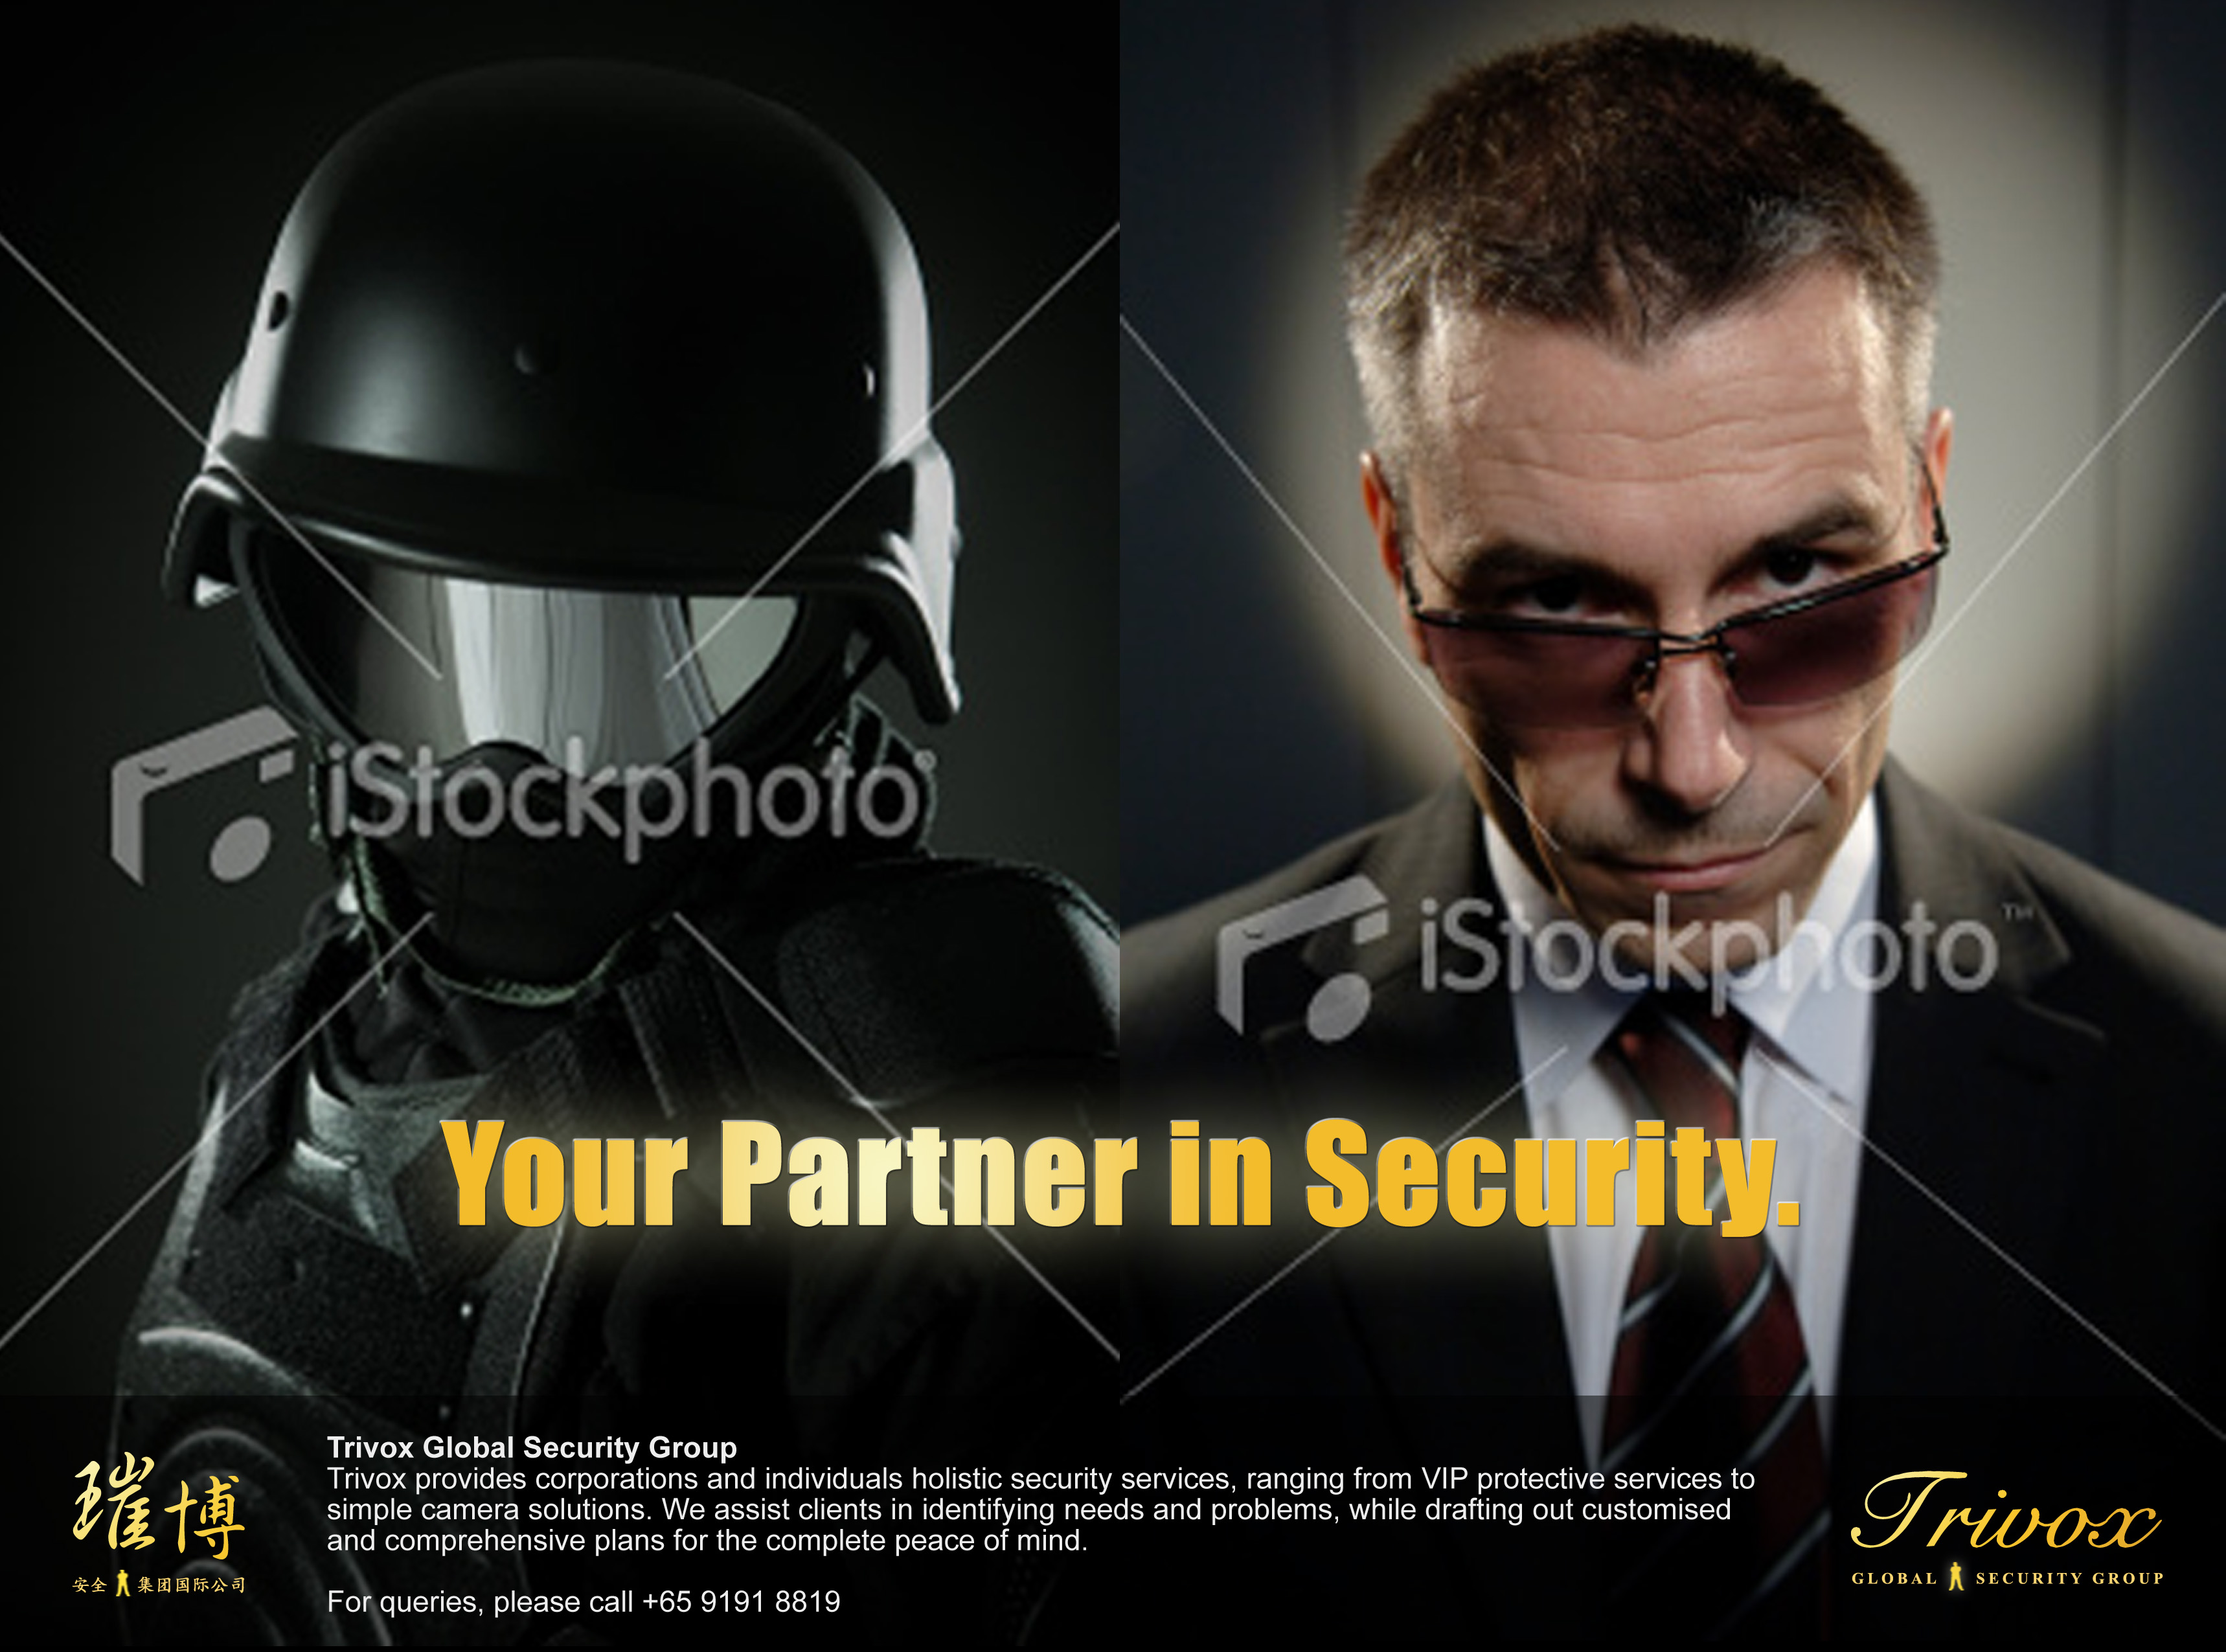 iStockphoto®
iStockphoto™
Your Partner in Security.
璀博
安全 集团国际公司
Trivox Global Security Group
Trivox provides corporations and individuals holistic security services, ranging from VIP protective services to
simple camera solutions. We assist clients in identifying needs and problems, while drafting out customised
and comprehensive plans for the complete peace of mind.
For queries, please call +65 9191 8819
Trivox
GLOBAL SECURITY GROUP